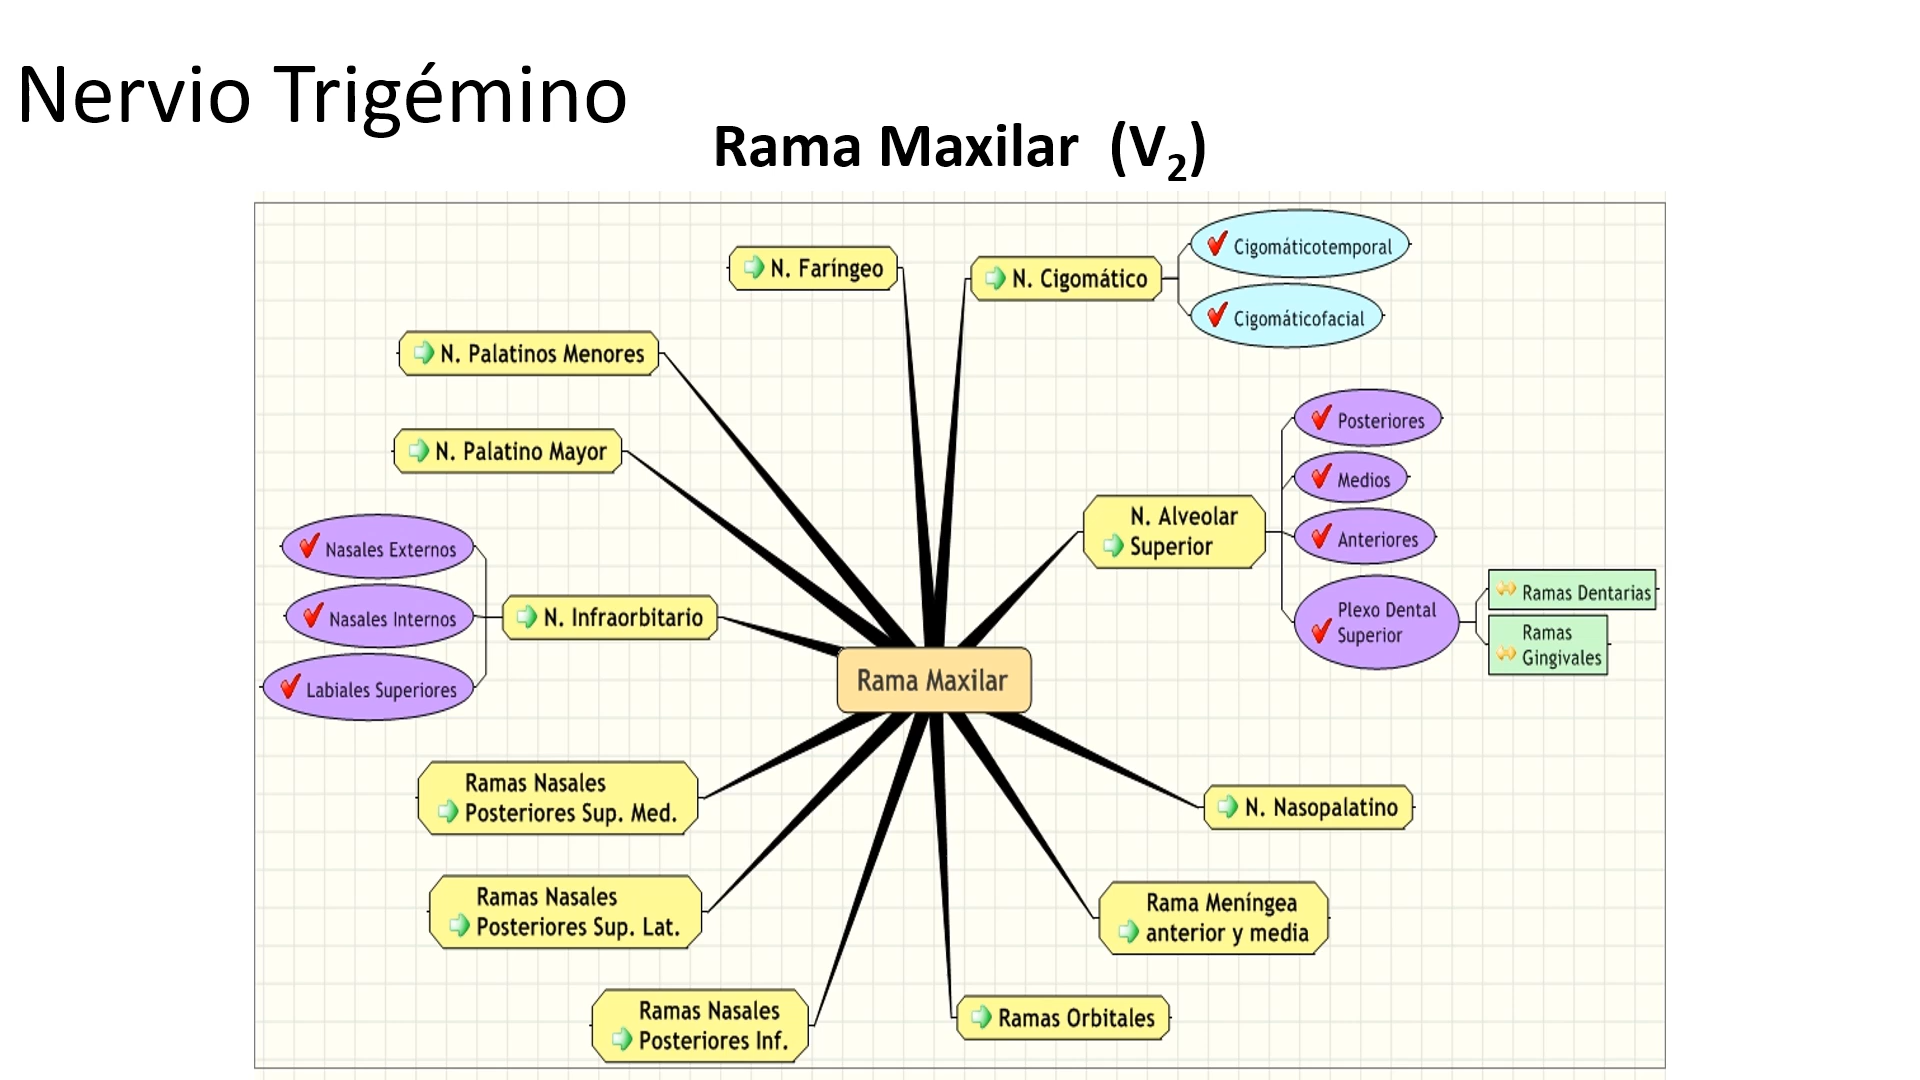 Nervio Trigémino
Rama Maxilar (V2)
N. Faríngeo
N. Cigomático
Cigomáticotemporal
Cigomáticofacial
N. Palatinos Menores
N. Palatino Mayor
N. Alveolar
Superior
Posteriores
Medios
Anteriores
Plexo Dental
Superior
Ramas Dentarias
Ramas
Gingivales
Nasales Externos
Nasales Internos
Labiales Superiores
N. Infraorbitario
Rama Maxilar
Ramas Nasales
Posteriores Sup. Med.
N. Nasopalatino
Ramas Nasales
Posteriores Sup. Lat.
Rama Meníngea
anterior y media
Ramas Nasales
Posteriores Inf.
Ramas Orbitales